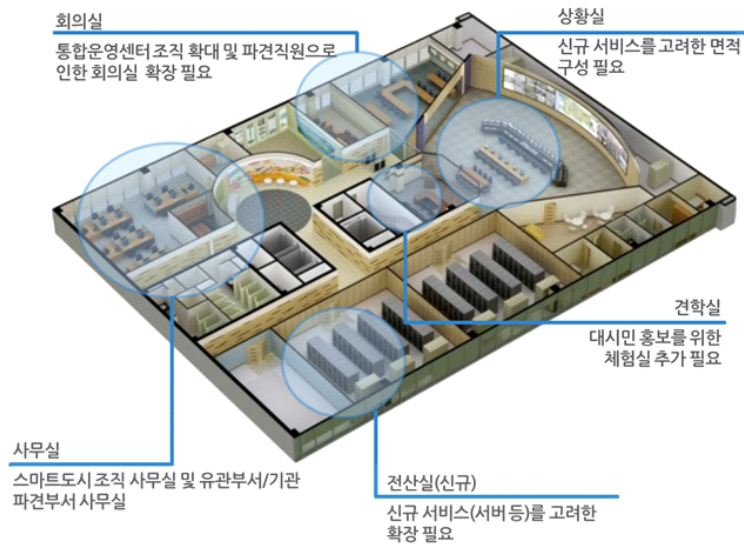 회의실
통합운영센터 조직 확대 및 파견직원으로
인한 회의실 확장 필요
상황실
신규 서비스를 고려한 면적
구성 필요
견학실
대시민 홍보를 위한
체험실 추가 필요
사무실
스마트도시 조직 사무실 및 유관부서/기관
파견부서 사무실
전산실(신규)
신규 서비스(서버 등)를 고려한
확장 필요